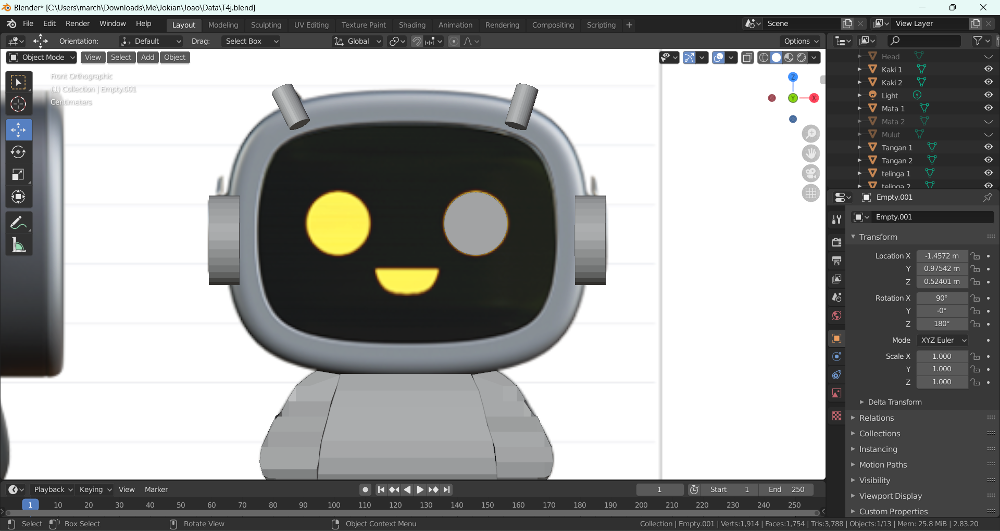 Blender* [C:\Users\march\Downloads\Me\Jokian\Joao\Data\T4j.blend]
File Edit Render Window Help Layout Modeling Sculpting UV Editing Texture Paint Shading Animation Rendering Compositing Scripting + Scene View Layer
Orientation: Default Drag: Select Box Global Options
Object Mode View Select Add Object
Front Orthographic
(1) Collection | Empty.001
Centimeters
Z
Y
X
Head
Kaki 1
Kaki 2
Light
Mata 1
Mata 2
Mulut
Tangan 1
Tangan 2
telinga 1
telinga 2
Empty.001
Empty.001
Transform
Location X -1.4572 m
Y 0.97542 m
Z 0.52401 m
Rotation X 90°
Y -0°
Z 180°
Mode XYZ Euler
Scale X 1.000
Y 1.000
Z 1.000
Delta Transform
Relations
Collections
Instancing
Motion Paths
Visibility
Viewport Display
Custom Properties
Playback Keying View Marker 1 Start 1 End 250
1 10 20 30 40 50 60 70 80 90 100 110 120 130 140 150 160 170 180 190 200 210 220 230 240 250
Select Box Select Rotate View Object Context Menu Collection | Empty.001 | Verts:1,914 | Faces:1,754 | Tris:3,788 | Objects:1/13 | Mem: 25.8 MiB | 2.83.20